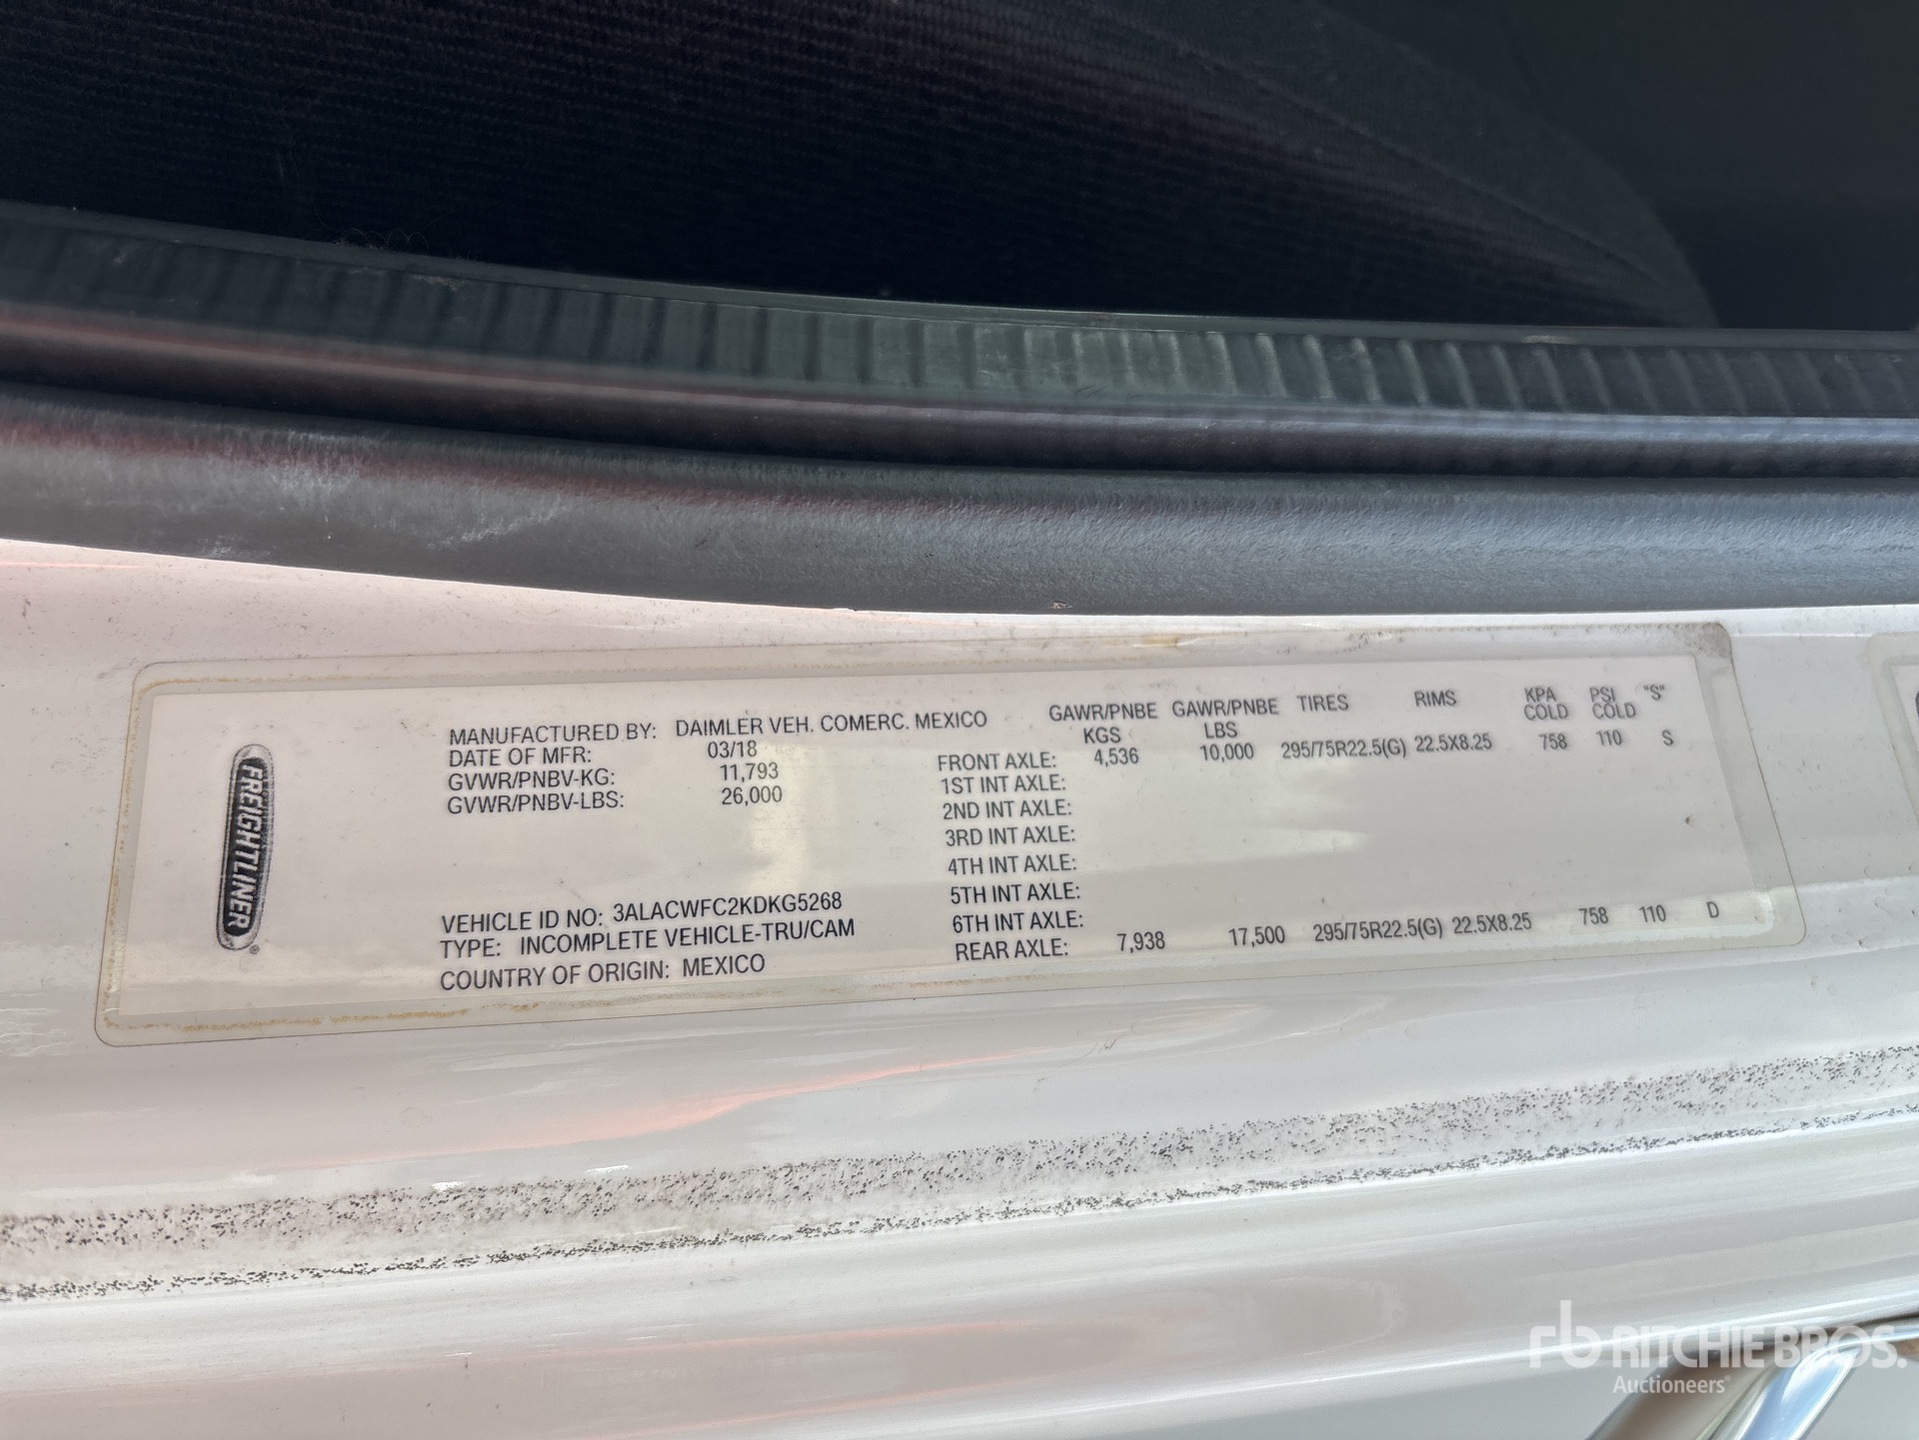 FREIGHTLINER®
MANUFACTURED BY: DAIMLER VEH. COMERC. MEXICO
DATE OF MFR: 03/18
GVWR/PNBV-KG: 11,793
GVWR/PNBV-LBS: 26,000
VEHICLE ID NO: 3ALACWFC2KDKG5268
TYPE: INCOMPLETE VEHICLE-TRU/CAM
COUNTRY OF ORIGIN: MEXICO
GAWR/PNBE GAWR/PNBE TIRES RIMS KPA PSI "S"
KGS LBS COLD COLD
FRONT AXLE: 4,536 10,000 295/75R22.5(G) 22.5X8.25 758 110 S
1ST INT AXLE:
2ND INT AXLE:
3RD INT AXLE:
4TH INT AXLE:
5TH INT AXLE:
6TH INT AXLE:
REAR AXLE: 7,938 17,500 295/75R22.5(G) 22.5X8.25 758 110 D
rb RITCHIE BROS.
Auctioneers